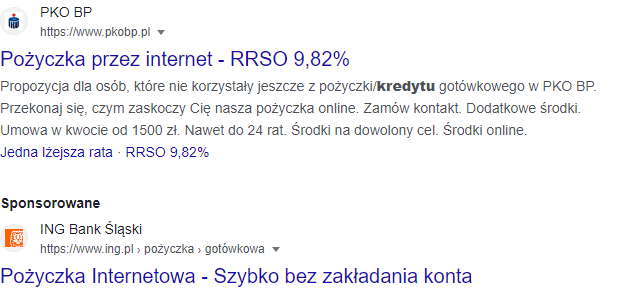 PKO BP
https://www.pkobp.pl
Pożyczka przez internet - RRSO 9,82%
Propozycja dla osób, które nie korzystały jeszcze z pożyczki/kredytu gotówkowego w PKO BP.
Przekonaj się, czym zaskoczy Cię nasza pożyczka online. Zamów kontakt. Dodatkowe środki.
Umowa w kwocie od 1500 zł. Nawet do 24 rat. Środki na dowolony cel. Środki online.
Jedna lżejsza rata · RRSO 9,82%
Sponsorowane
ING Bank Śląski
https://www.ing.pl › pożyczka › gotówkowa
Pożyczka Internetowa - Szybko bez zakładania konta